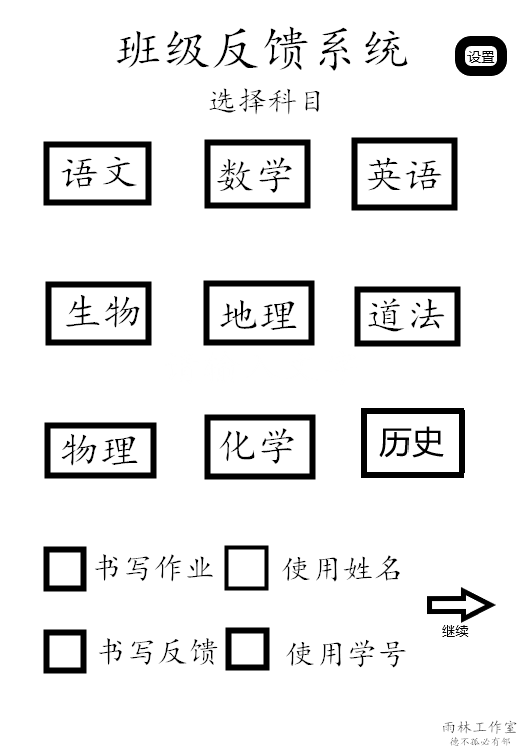 班级反馈系统
设置
选择科目
语文 数学 英语
生物 地理 道法
物理 化学 历史
书写作业 使用姓名
继续
书写反馈 使用学号
雨林工作室
德不孤必有邻